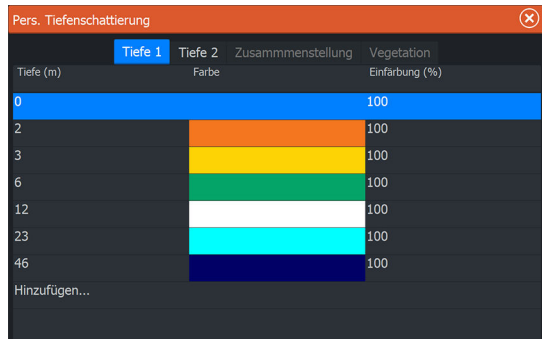 Pers. Tiefenschattierung
Tiefe 1 Tiefe 2 Zusammmenstellung Vegetation
Tiefe (m) Farbe Einfärbung (%)
0 100
2 100
3 100
6 100
12 100
23 100
46 100
Hinzufügen...